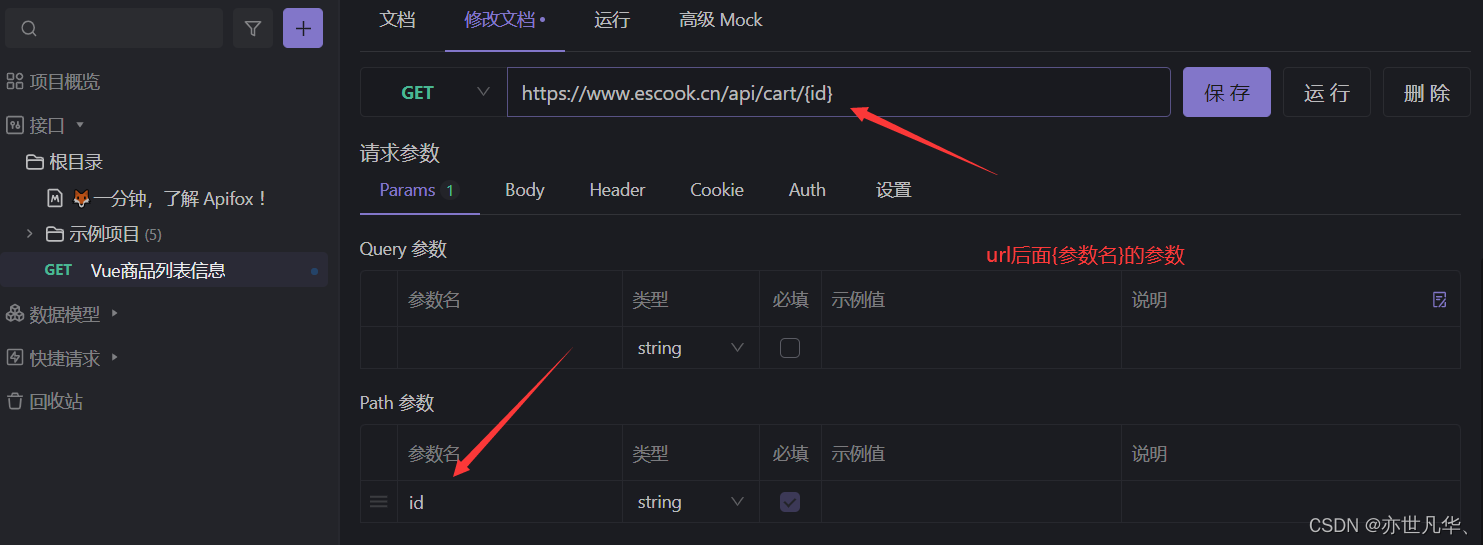 文档 修改文档 运行 高级 Mock
GET https://www.escook.cn/api/cart/{id} 保 存 运 行 删 除
项目概览
接口
根目录
一分钟，了解 Apifox！
示例项目 (5)
GET Vue商品列表信息
数据模型
快捷请求
回收站
请求参数
Params 1 Body Header Cookie Auth 设置
Query 参数
url后面{参数名}的参数
参数名 类型 必填 示例值 说明
string
Path 参数
参数名 类型 必填 示例值 说明
id string
CSDN @亦世凡华、